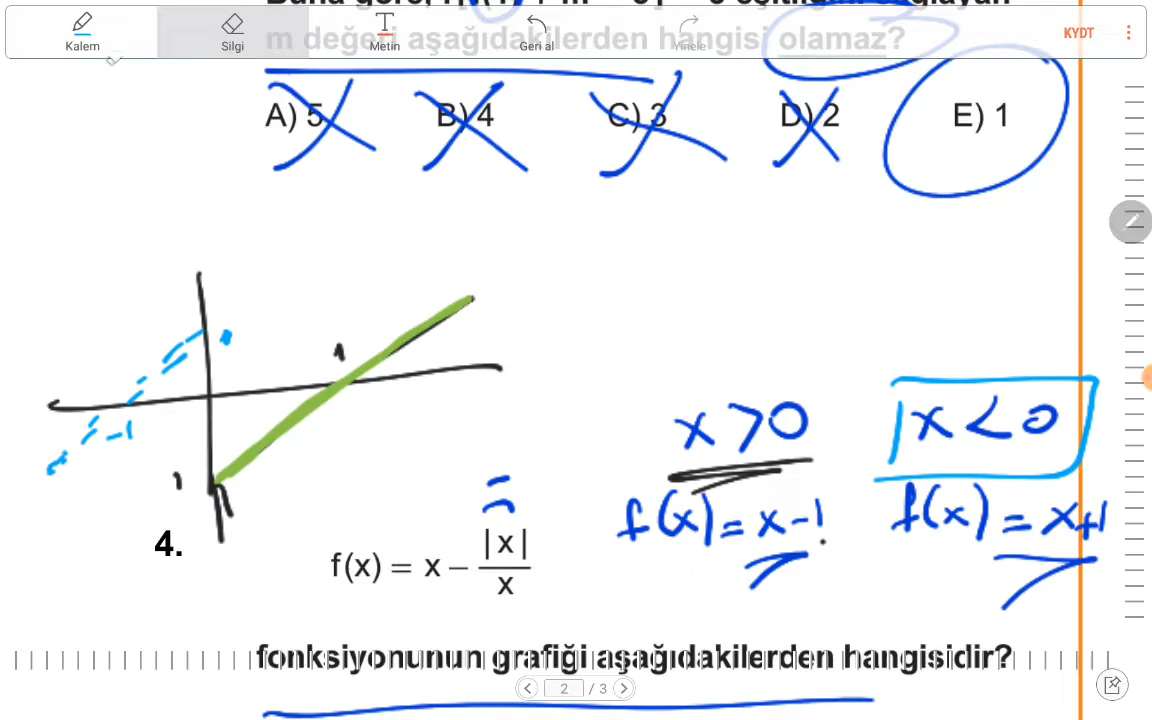 Kalem
Silgi
Metin
Geri al
Yinele
KYDT
m değeri aşağıdakilerden hangisi olamaz?
A) 5 B) 4 C) 3 D) 2 E) 1
1
-1
1
x > 0
x < 0
f(x) = x-1
f(x) = x+1
4.
f(x) = x − |x|/x
fonksiyonunun grafiği aşağıdakilerden hangisidir?
2 / 3